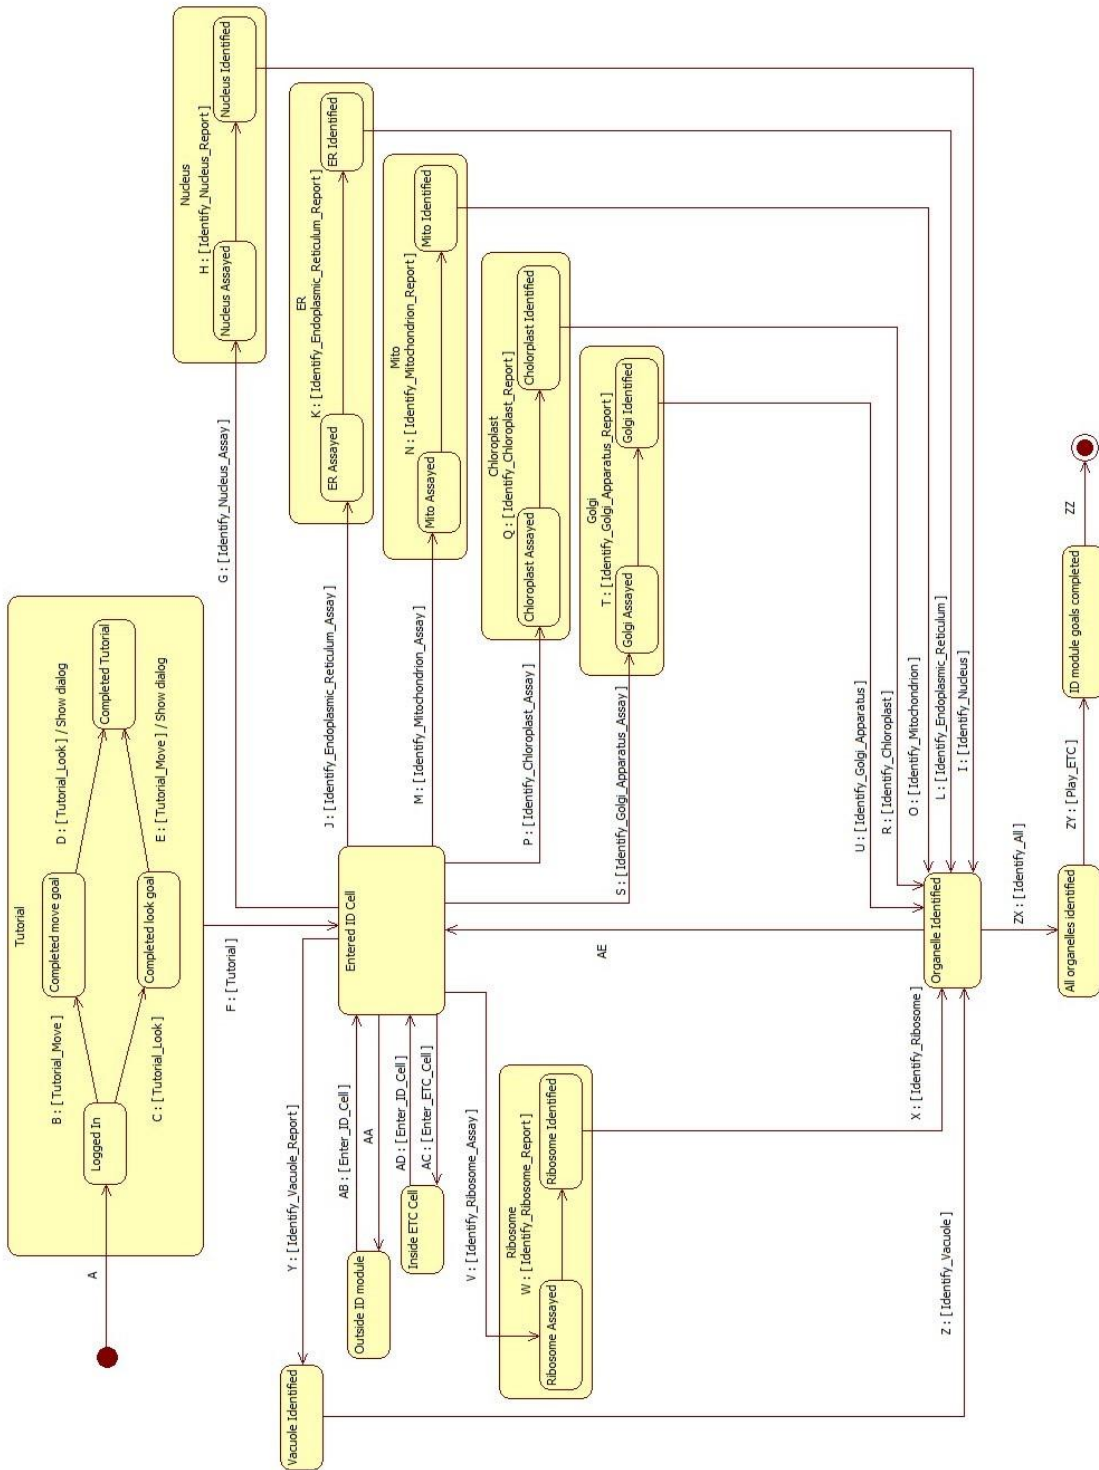 Tutorial
A
Logged In
B : [Tutorial_Move]
C : [Tutorial_Look]
Completed move goal
Completed look goal
D : [Tutorial_Look] / Show dialog
E : [Tutorial_Move] / Show dialog
Completed Tutorial
F : [Tutorial]
Entered ID Cell
G : [Identify_Nucleus_Assay]
Nucleus
H : [Identify_Nucleus_Report]
Nucleus Assayed
Nucleus Identified
J : [Identify_Endoplasmic_Reticulum_Assay]
ER
K : [Identify_Endoplasmic_Reticulum_Report]
ER Assayed
ER Identified
M : [Identify_Mitochondrion_Assay]
Mito
N : [Identify_Mitochondrion_Report]
Mito Assayed
Mito Identified
P : [Identify_Chloroplast_Assay]
Chloroplast
Q : [Identify_Chloroplast_Report]
Chloroplast Assayed
Cholorplast Identified
S : [Identify_Golgi_Apparatus_Assay]
Golgi
T : [Identify_Golgi_Apparatus_Report]
Golgi Assayed
Golgi Identified
Y : [Identify_Vacuole_Report]
Vacuole Identified
AB : [Enter_ID_Cell]
AA
Outside ID module
AD : [Enter_ID_Cell]
AC : [Enter_ETC_Cell]
Inside ETC Cell
V : [Identify_Ribosome_Assay]
Ribosome
W : [Identify_Ribosome_Report]
Ribosome Assayed
Ribosome Identified
AE
U : [Identify_Golgi_Apparatus]
R : [Identify_Chloroplast]
O : [Identify_Mitochondrion]
L : [Identify_Endoplasmic_Reticulum]
I : [Identify_Nucleus]
X : [Identify_Ribosome]
Z : [Identify_Vacuole]
Organelle Identified
ZX : [Identify_All]
All organelles identified
ZY : [Play_ETC]
ID module goals completed
ZZ